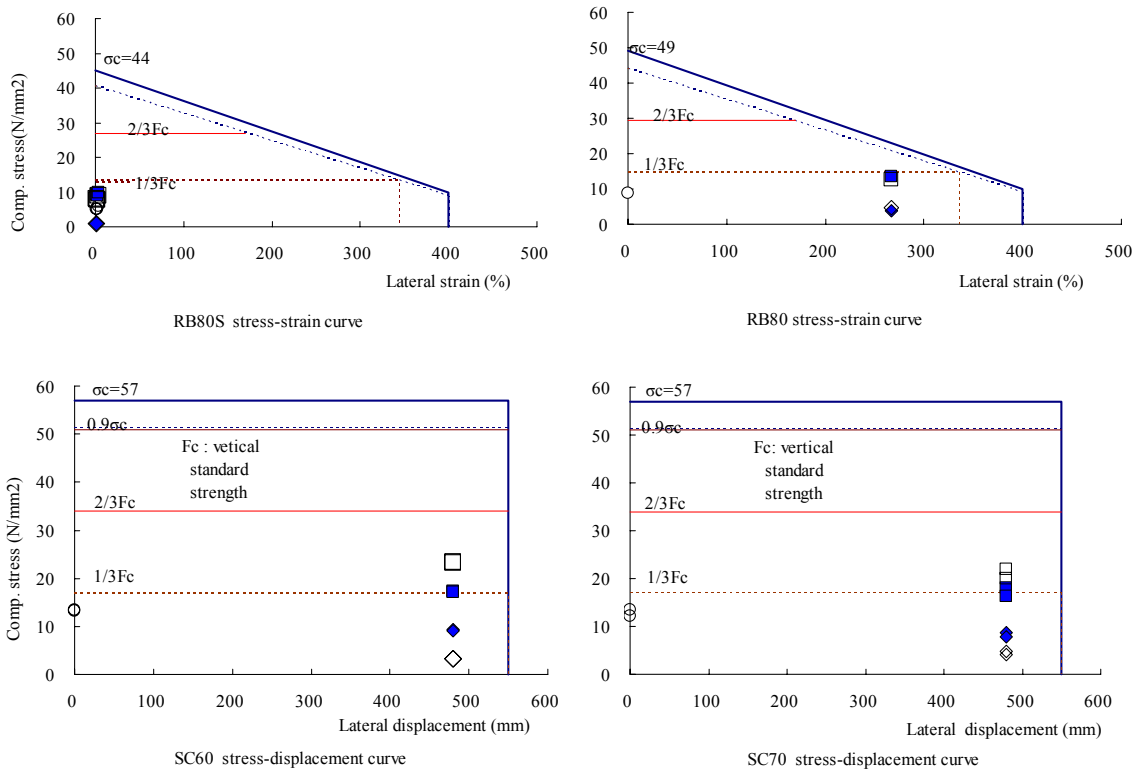 60
50
40
30
20
10
0
Comp. stress(N/mm2)
σc=44
2/3Fc
1/3Fc
0 100 200 300 400 500
Lateral strain (%)
RB80S stress-strain curve
60
50
40
30
20
10
0
σc=49
2/3Fc
1/3Fc
0 100 200 300 400 500
Lateral strain (%)
RB80 stress-strain curve
60
50
40
30
20
10
0
Comp. stress (N/mm2)
σc=57
0.9σc
Fc : vetical
standard
strength
2/3Fc
1/3Fc
0 100 200 300 400 500 600
Lateral displacement (mm)
SC60 stress-displacement curve
60
50
40
30
20
10
0
σc=57
0.9σc
Fc: vertical
standard
strength
2/3Fc
1/3Fc
0 100 200 300 400 500 600
Lateral displacement (mm)
SC70 stress-displacement curve